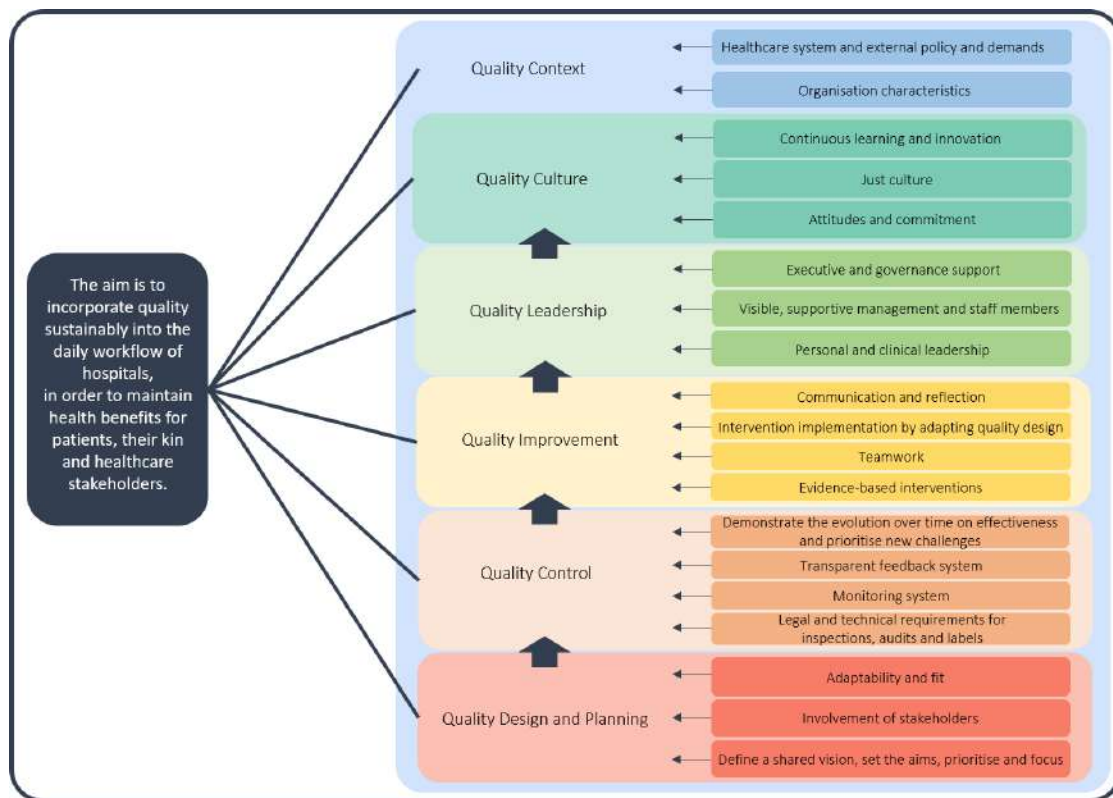 The aim is to
incorporate quality
sustainably into the
daily workflow of
hospitals,
in order to maintain
health benefits for
patients, their kin
and healthcare
stakeholders.
Quality Context
Healthcare system and external policy and demands
Organisation characteristics
Quality Culture
Continuous learning and innovation
Just culture
Attitudes and commitment
Quality Leadership
Executive and governance support
Visible, supportive management and staff members
Personal and clinical leadership
Quality Improvement
Communication and reflection
Intervention implementation by adapting quality design
Teamwork
Evidence-based interventions
Quality Control
Demonstrate the evolution over time on effectiveness
and prioritise new challenges
Transparent feedback system
Monitoring system
Legal and technical requirements for
inspections, audits and labels
Quality Design and Planning
Adaptability and fit
Involvement of stakeholders
Define a shared vision, set the aims, prioritise and focus